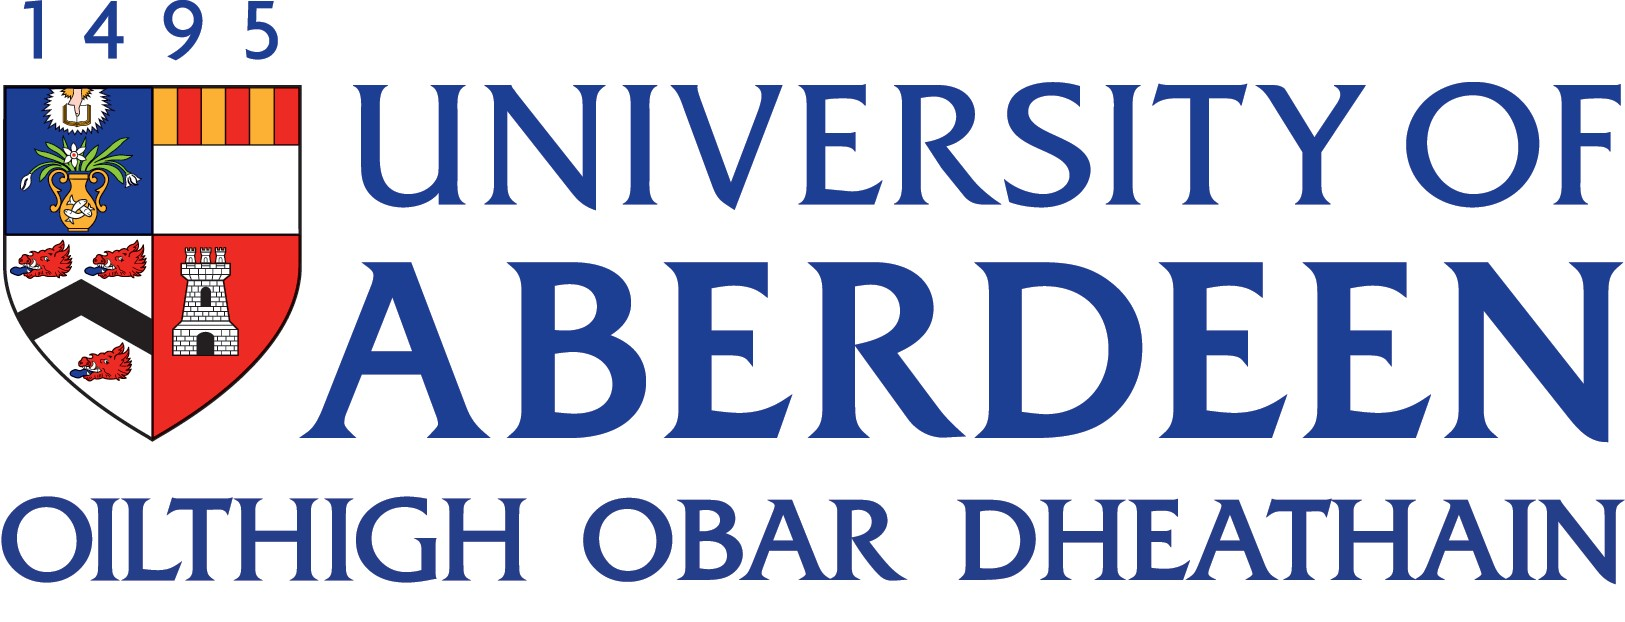 1495
UNIVERSITY OF
ABERDEEN
OILTHIGH OBAR DHEATHAIN